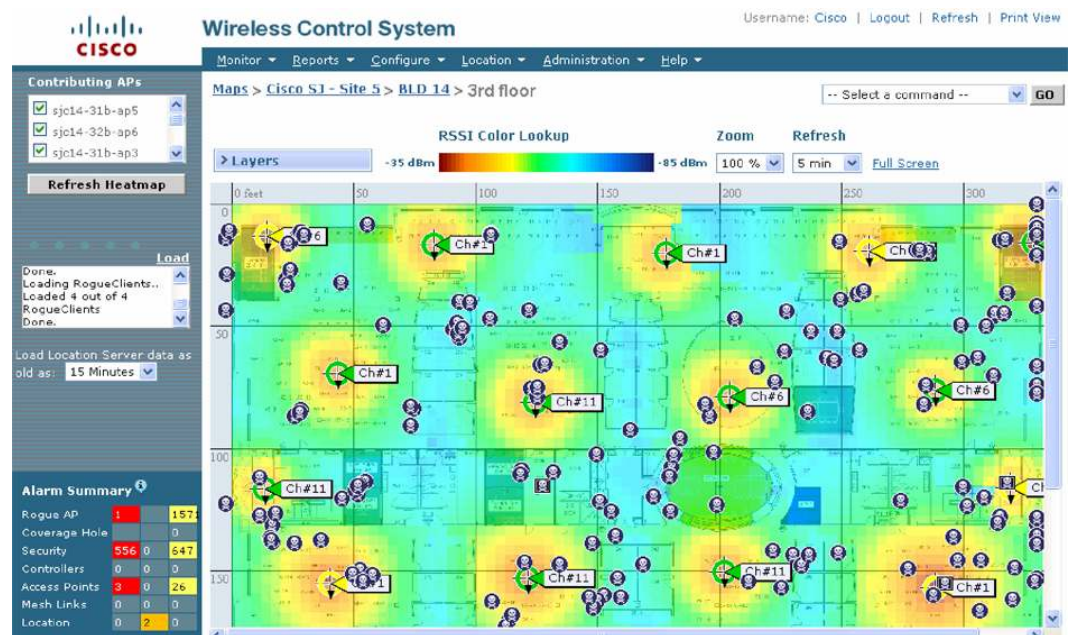 CISCO
Wireless Control System
Username: Cisco | Logout | Refresh | Print View
Monitor Reports Configure Location Administration Help
Contributing APs
sjc14-31b-ap5
sjc14-32b-ap6
sjc14-31b-ap3
Refresh Heatmap
Maps > Cisco SJ - Site 5 > BLD 14 > 3rd floor
-- Select a command -- GO
RSSI Color Lookup Zoom Refresh
> Layers -35 dBm -85 dBm 100 % 5 min Full Screen
0 feet 50 100 150 200 250 300
0
50
100
150
6
Ch#1
Ch#1
Ch
Ch#1
Ch#11
Ch#6
Ch#6
Ch#11
Ch#1
Ch#11
Ch#1
Load
Done.
Loading RogueClients..
Loaded 4 out of 4
RogueClients
Done.
Load Location Server data as
old as: 15 Minutes
Alarm Summary
Rogue AP 1 157
Coverage Hole 0
Security 556 0 647
Controllers 0 0 0
Access Points 3 0 26
Mesh Links 0 0 0
Location 0 2 0